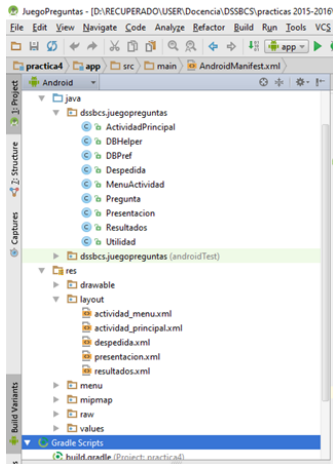 JuegoPreguntas - [D:\RECUPERADO\USER\Docencia\DSSBCS\practicas 2015-2016\
File Edit View Navigate Code Analyze Refactor Build Run Tools VCS
app
practica4 app src main AndroidManifest.xml
1: Project
Android
java
dssbcs.juegopreguntas
ActividadPrincipal
DBHelper
DBPref
Despedida
MenuActividad
Pregunta
Presentacion
Resultados
Utilidad
dssbcs.juegopreguntas (androidTest)
res
drawable
layout
actividad_menu.xml
actividad_principal.xml
despedida.xml
presentacion.xml
resultados.xml
menu
mipmap
raw
values
Gradle Scripts
build.gradle (Project: practica4)
Z: Structure
Captures
Build Variants